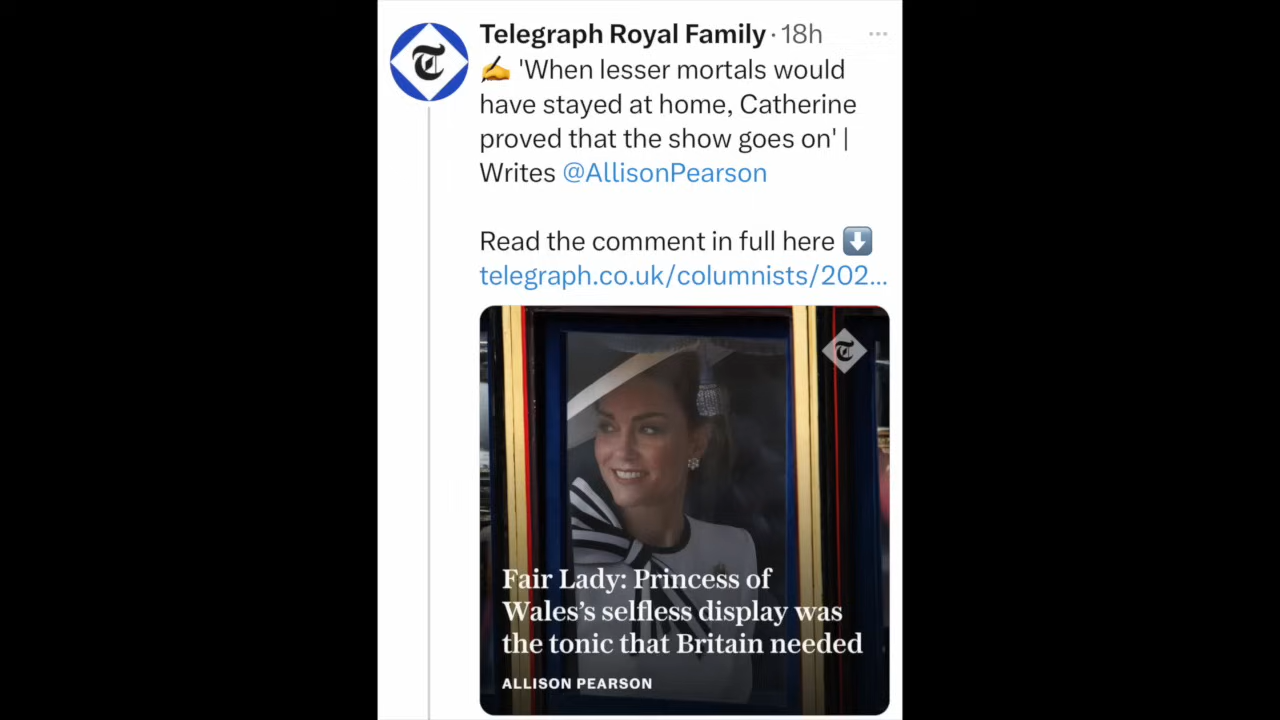 Telegraph Royal Family · 18h
✍️ 'When lesser mortals would
have stayed at home, Catherine
proved that the show goes on' |
Writes @AllisonPearson
Read the comment in full here ⬇️
telegraph.co.uk/columnists/202...
Fair Lady: Princess of
Wales’s selfless display was
the tonic that Britain needed
ALLISON PEARSON